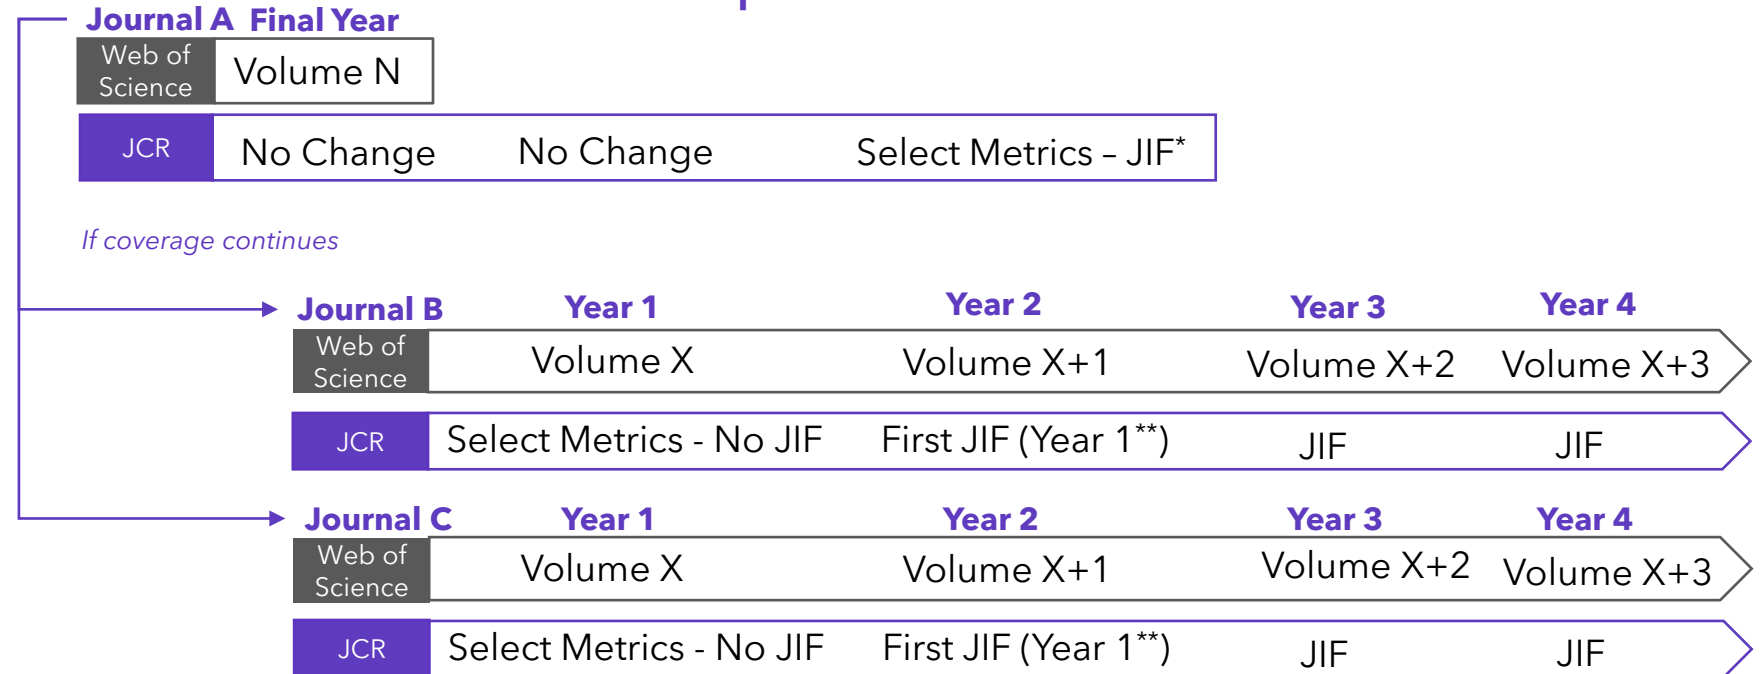 Journal A Final Year
Web of
Science
Volume N
JCR
No Change No Change Select Metrics – JIF*
If coverage continues
Journal B Year 1 Year 2 Year 3 Year 4
Web of
Science
Volume X Volume X+1 Volume X+2 Volume X+3
JCR
Select Metrics - No JIF First JIF (Year 1**) JIF JIF
Journal C Year 1 Year 2 Year 3 Year 4
Web of
Science
Volume X Volume X+1 Volume X+2 Volume X+3
JCR
Select Metrics - No JIF First JIF (Year 1**) JIF JIF